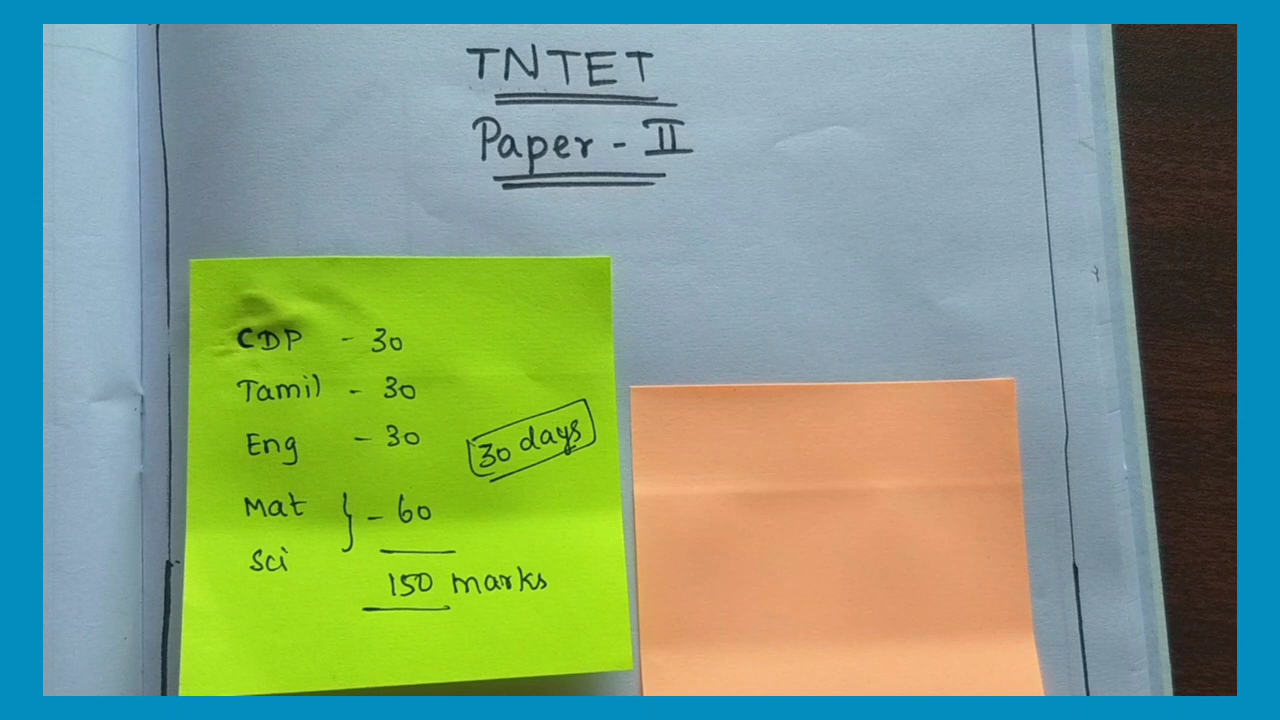 TNTET
Paper - II
CDP - 30
Tamil - 30
Eng - 30
30 days
Mat } - 60
Sci
150 marks